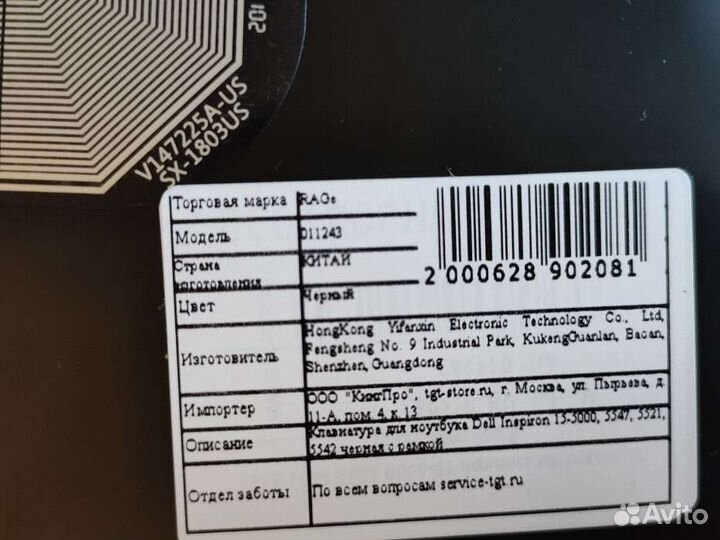 201
V147225A-US
SX-1803US
Торговая марка RAGe
Модель 011243
Страна изготовления КИТАЙ
Цвет Черный
2 000628 902081
Изготовитель HongKong Yifanxin Electronic Technology Co., Ltd,
Fengsheng No. 9 Industrial Park, KukengGuanlan, Baoan,
Shenzhen, Guangdong
Импортер ООО "КингПро", tgt-store.ru, г. Москва, ул. Пырьева, д.
11-А, пом. 4, к. 13
Описание Клавиатура для ноутбука Dell Inspiron 15-5000, 5547, 5521,
5542 черная с рамкой
Отдел заботы По всем вопросам service-tgt.ru
Avito